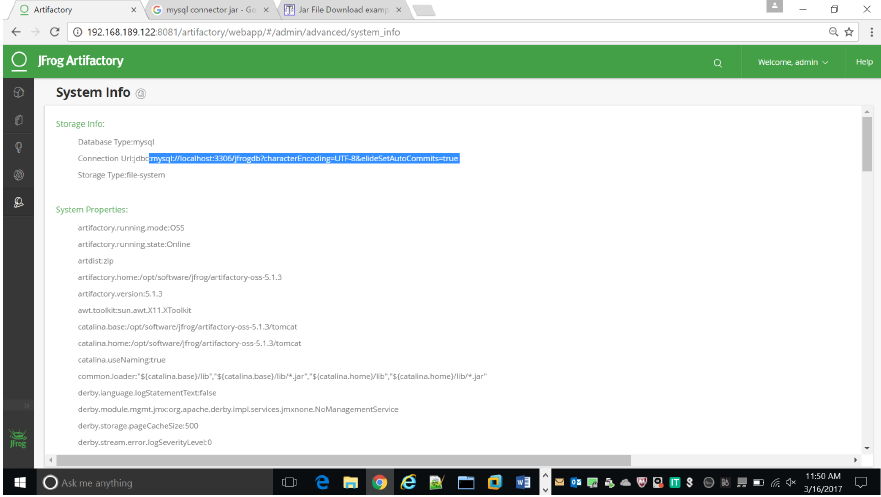 Artifactory
mysql connector jar - Go
Jar File Download examp
192.168.189.122:8081/artifactory/webapp/#/admin/advanced/system_info
JFrog Artifactory
Welcome, admin
Help
System Info
Storage Info:
Database Type:mysql
Connection Url:jdbc:mysql://localhost:3306/jfrogdb?characterEncoding=UTF-8&elideSetAutoCommits=true
Storage Type:file-system
System Properties:
artifactory.running.mode:OSS
artifactory.running.state:Online
artdist:zip
artifactory.home:/opt/software/jfrog/artifactory-oss-5.1.3
artifactory.version:5.1.3
awt.toolkit:sun.awt.X11.XToolkit
catalina.base:/opt/software/jfrog/artifactory-oss-5.1.3/tomcat
catalina.home:/opt/software/jfrog/artifactory-oss-5.1.3/tomcat
catalina.useNaming:true
common.loader:"${catalina.base}/lib","${catalina.base}/lib/*.jar","${catalina.home}/lib","${catalina.home}/lib/*.jar"
derby.language.logStatementText:false
derby.module.mgmt.jmx:org.apache.derby.impl.services.jmxnone.NoManagementService
derby.storage.pageCacheSize:500
derby.stream.error.logSeverityLevel:0
JFrog
Ask me anything
11:50 AM
3/16/2017